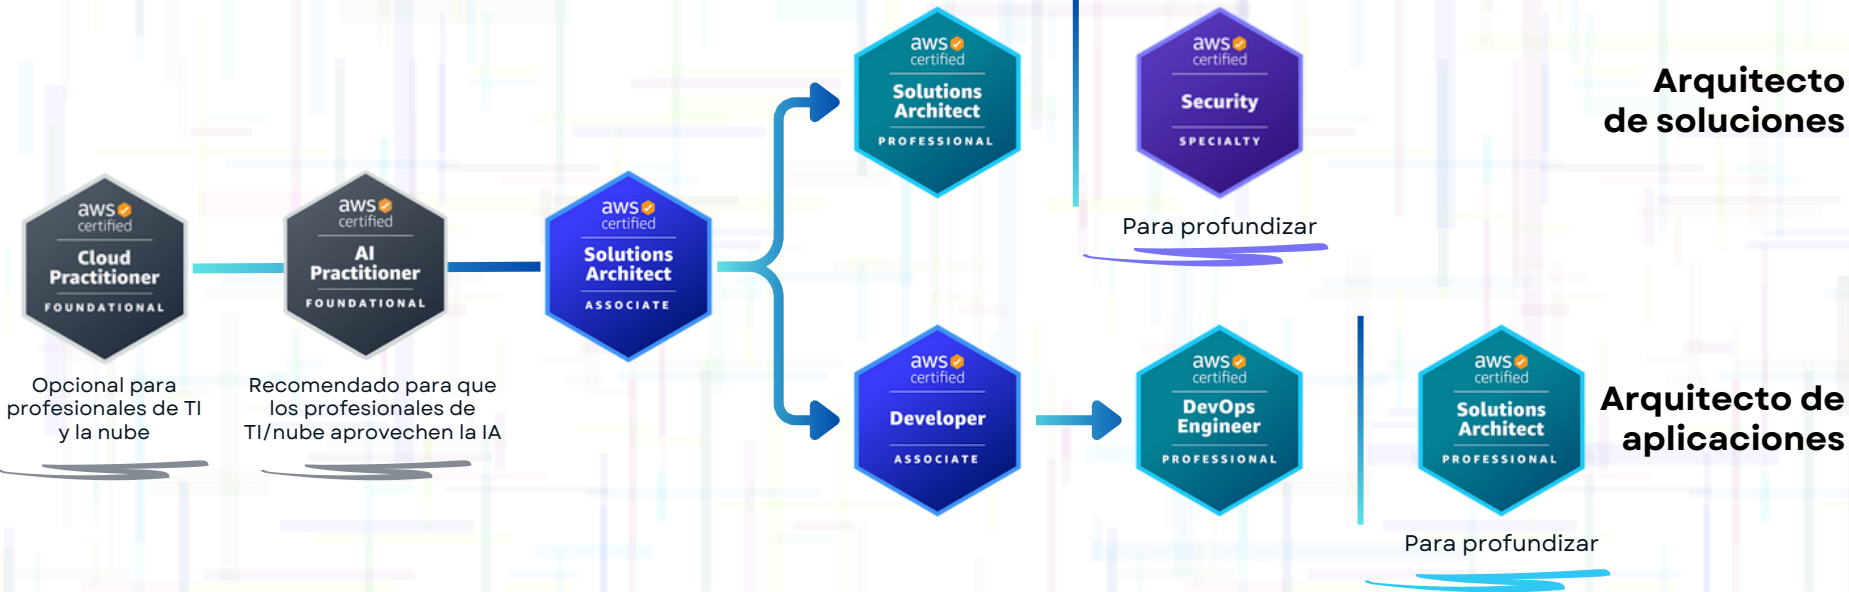 aws
certified
Cloud
Practitioner
FOUNDATIONAL
Opcional para
profesionales de TI
y la nube
aws
certified
AI
Practitioner
FOUNDATIONAL
Recomendado para que
los profesionales de
TI/nube aprovechen la IA
aws
certified
Solutions
Architect
ASSOCIATE
aws
certified
Solutions
Architect
PROFESSIONAL
aws
certified
Security
SPECIALTY
Para profundizar
Arquitecto
de soluciones
aws
certified
Developer
ASSOCIATE
aws
certified
DevOps
Engineer
PROFESSIONAL
aws
certified
Solutions
Architect
PROFESSIONAL
Para profundizar
Arquitecto de
aplicaciones